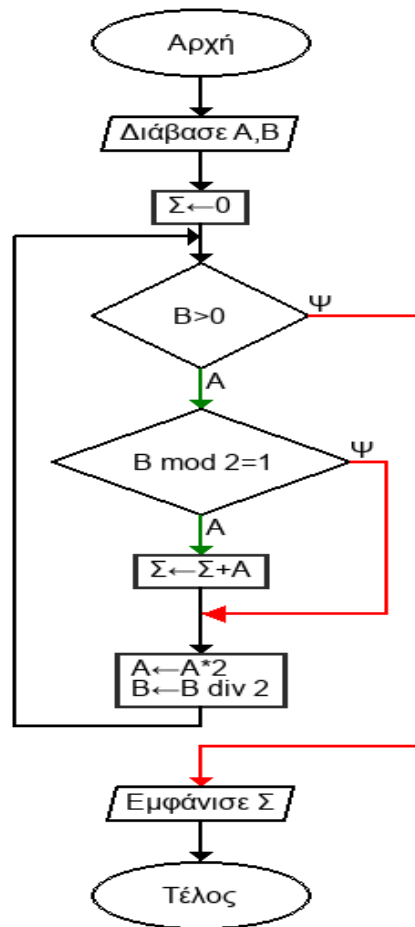 Αρχή
Διάβασε Α,Β
Σ←0
Β>0
Ψ
Α
Β mod 2=1
Ψ
Α
Σ←Σ+Α
Α←Α*2
Β←Β div 2
Εμφάνισε Σ
Τέλος